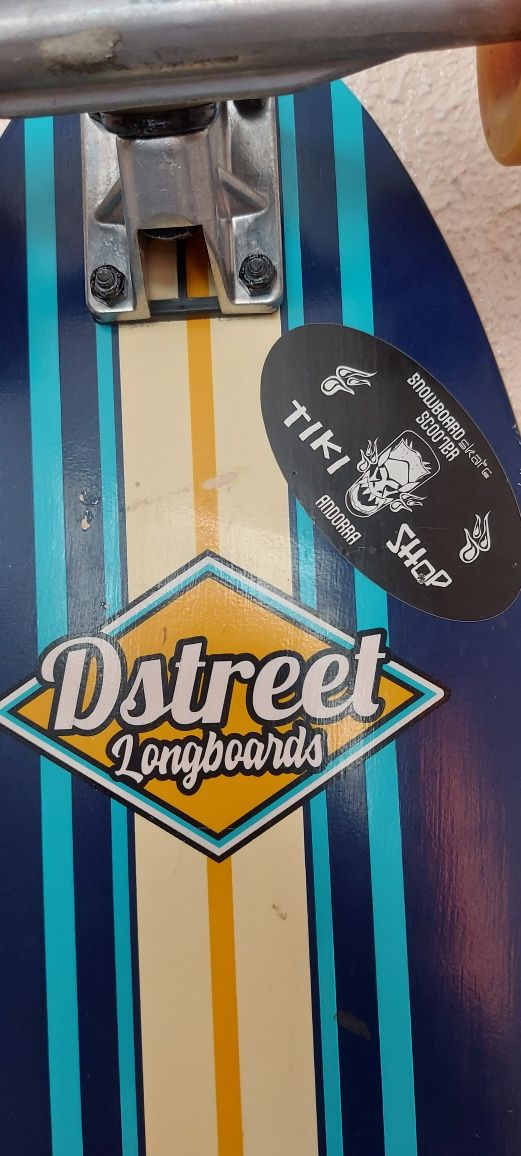 SNOWBOARD skate
SCOOTER
TIKI
SHOP
ANDORRA
Dstreet
Longboards